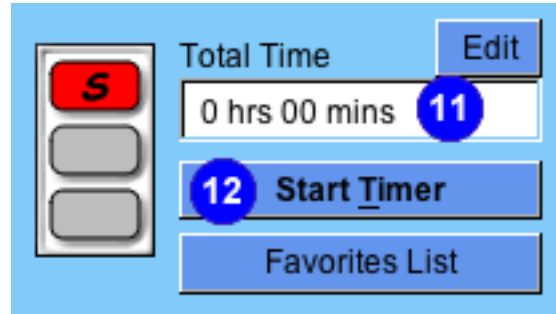 Total Time
Edit
S
0 hrs 00 mins 11
12 Start Timer
Favorites List